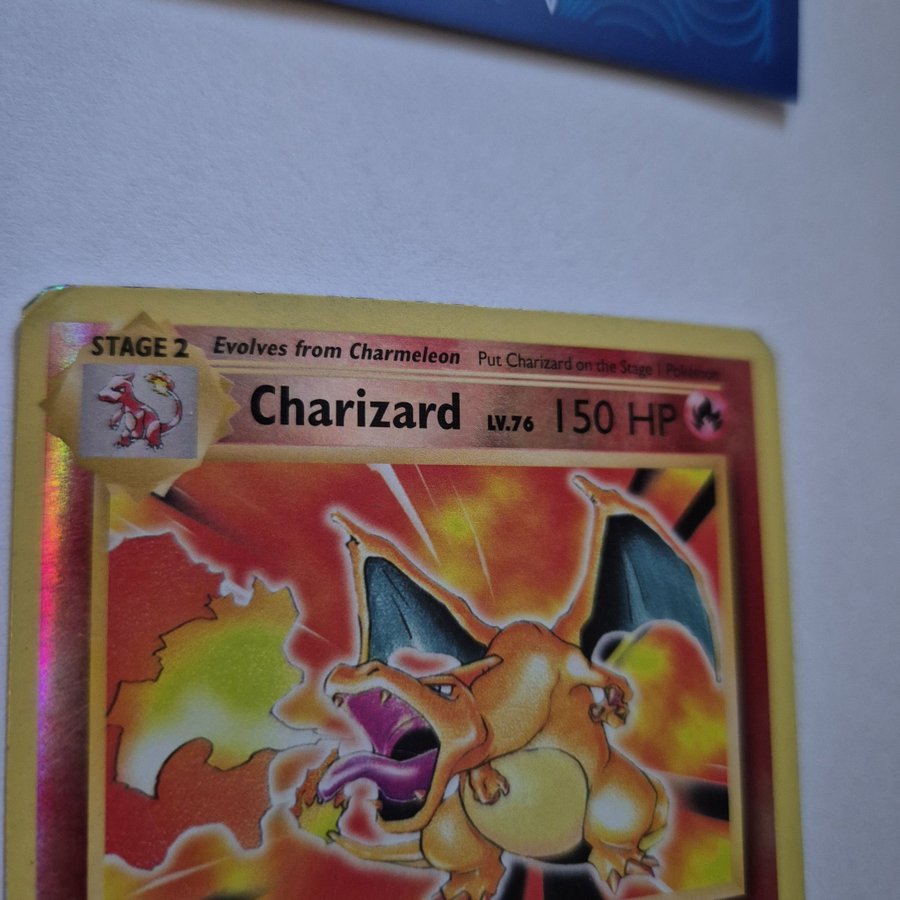 STAGE 2 Evolves from Charmeleon Put Charizard on the Stage 1 Pokémon
Charizard LV.76 150 HP